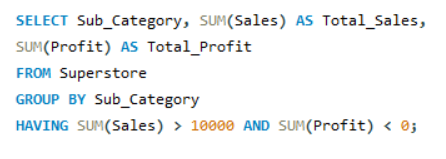 SELECT Sub_Category, SUM(Sales) AS Total_Sales,
SUM(Profit) AS Total_Profit
FROM Superstore
GROUP BY Sub_Category
HAVING SUM(Sales) > 10000 AND SUM(Profit) < 0;